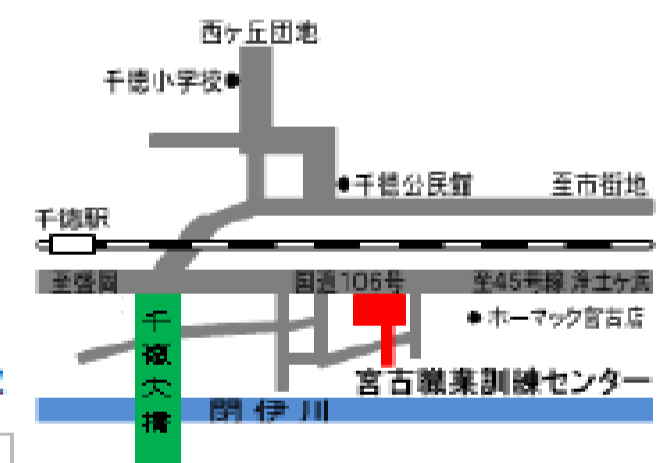 西ヶ丘団地
千徳小学校
千徳公民館
至市街地
千徳駅
至盛岡
国道106号
至45号線 浄土ヶ浜
千徳大橋
ホーマック宮古店
宮古職業訓練センター
閉伊川